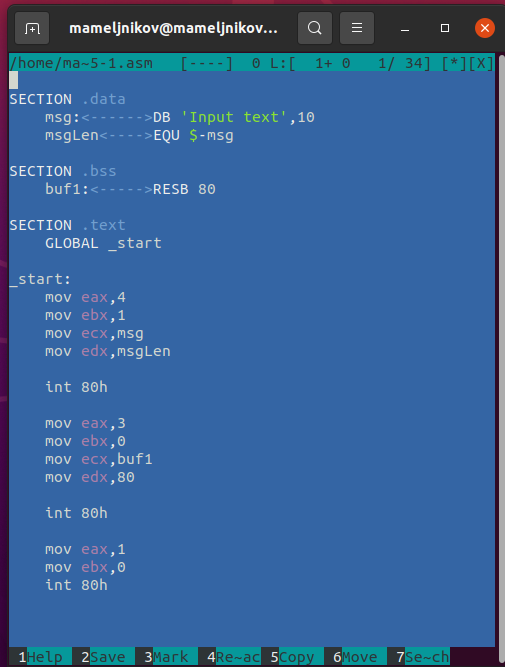 mameljnikov@mameljnikov...
/home/ma~5-1.asm [----] 0 L:[ 1+ 0 1/ 34] [*][X]
SECTION .data
msg:<------>DB 'Input text',10
msgLen<---->EQU $-msg
SECTION .bss
buf1:<----->RESB 80
SECTION .text
GLOBAL _start
_start:
mov eax,4
mov ebx,1
mov ecx,msg
mov edx,msgLen
int 80h
mov eax,3
mov ebx,0
mov ecx,buf1
mov edx,80
int 80h
mov eax,1
mov ebx,0
int 80h
1Help 2Save 3Mark 4Re~ac 5Copy 6Move 7Se~ch